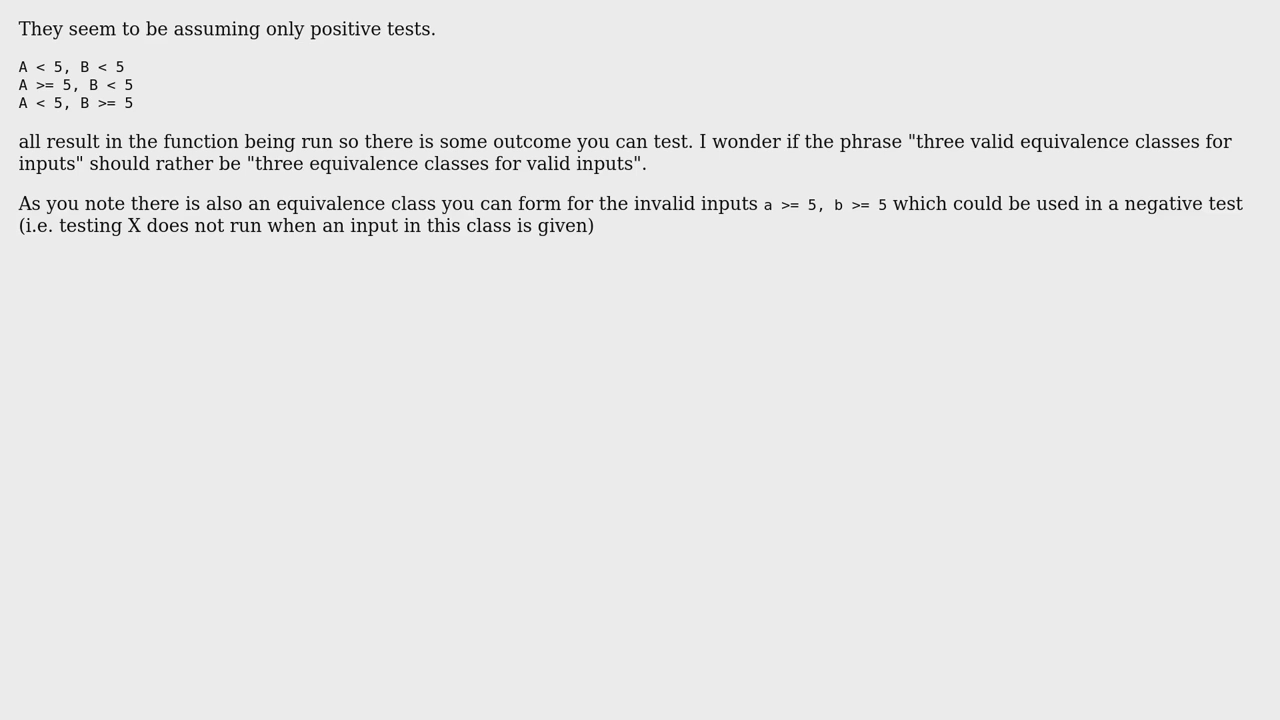 They seem to be assuming only positive tests.
A < 5, B < 5
A >= 5, B < 5
A < 5, B >= 5
all result in the function being run so there is some outcome you can test. I wonder if the phrase "three valid equivalence classes for
inputs" should rather be "three equivalence classes for valid inputs".
As you note there is also an equivalence class you can form for the invalid inputs a >= 5, b >= 5 which could be used in a negative test
(i.e. testing X does not run when an input in this class is given)